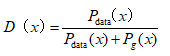 D（x）= P_data(x) / (P_data(x)+P_g(x))